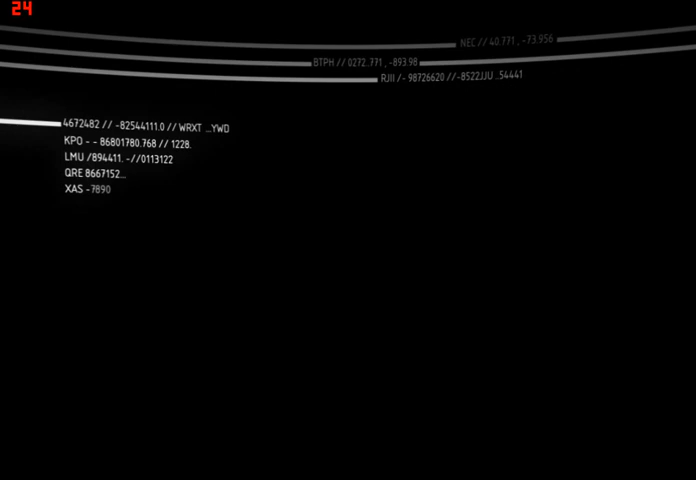 24
NEC // 40.771 , -73.956
BTPH // 0272..771 , -893.98
RJII /- 98726620 //-8522JJU ..54441
4672482 // -82544111.0 // WRXT ...YWD
KPO - - 86801780.768 // 1228.
LMU /894411. -//0113122
QRE 8667152...
XAS -7890